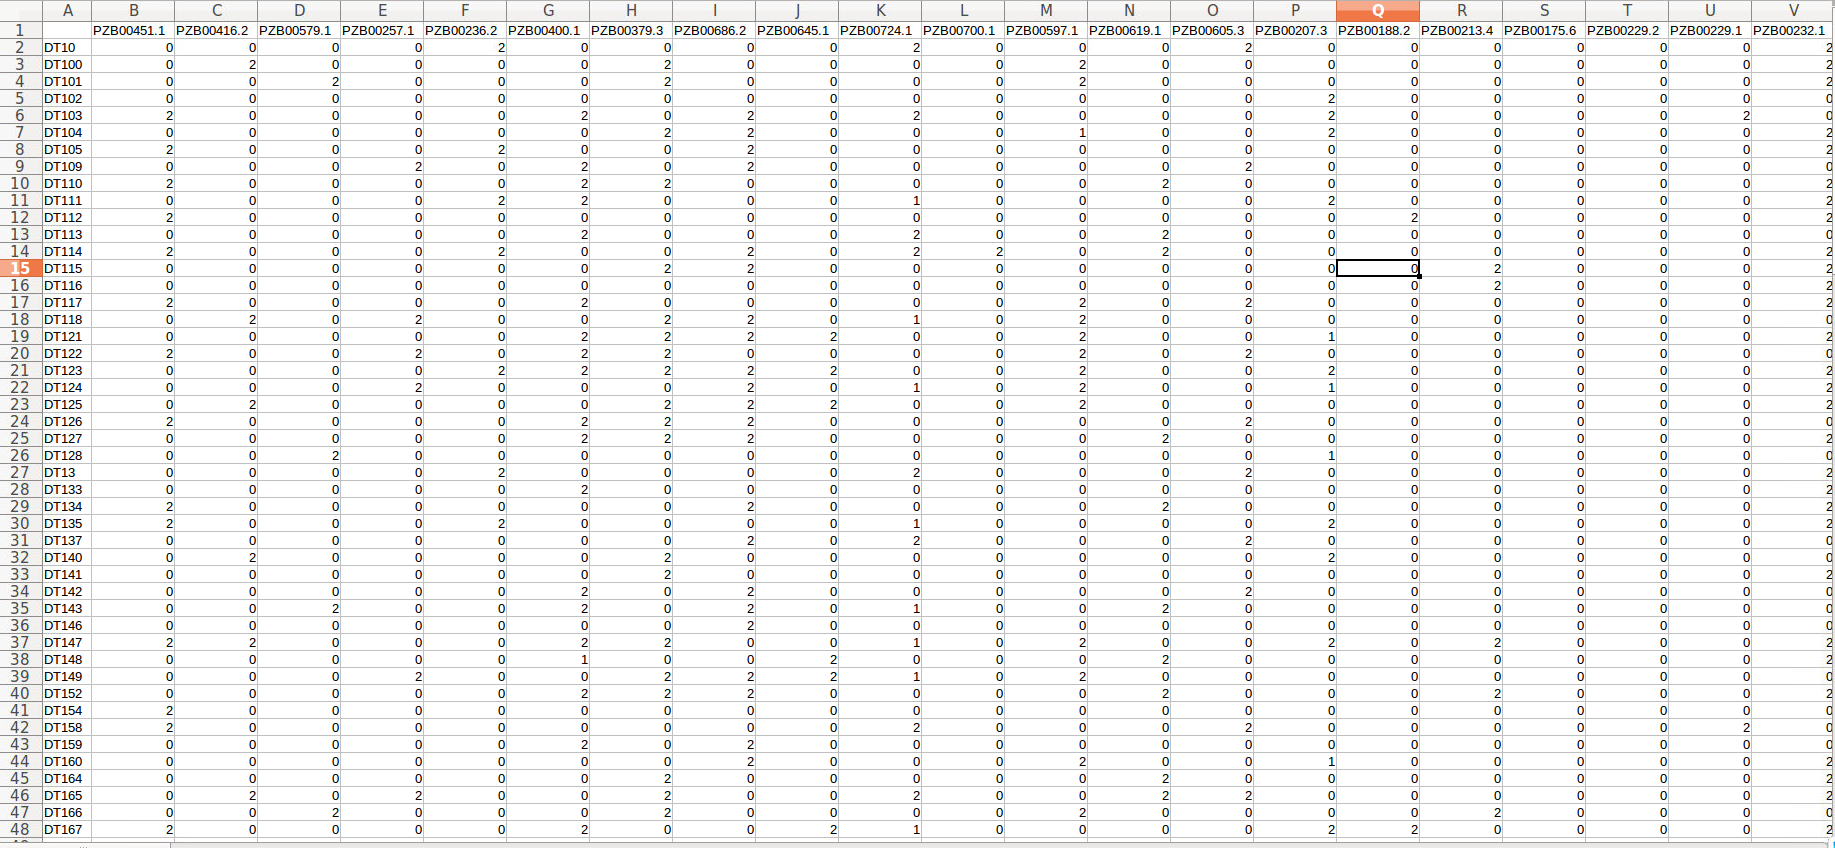 A B C D E F G H I J K L M N O P Q R S T U V
1 PZB00451.1 PZB00416.2 PZB00579.1 PZB00257.1 PZB00236.2 PZB00400.1 PZB00379.3 PZB00686.2 PZB00645.1 PZB00724.1 PZB00700.1 PZB00597.1 PZB00619.1 PZB00605.3 PZB00207.3 PZB00188.2 PZB00213.4 PZB00175.6 PZB00229.2 PZB00229.1 PZB00232.1
2 DT10 0 0 0 0 2 0 0 0 0 2 0 0 0 2 0 0 0 0 0 0 2
3 DT100 0 2 0 0 0 0 2 0 0 0 0 2 0 0 0 0 0 0 0 0 2
4 DT101 0 0 2 0 0 0 2 0 0 0 0 2 0 0 0 0 0 0 0 0 2
5 DT102 0 0 0 0 0 0 0 0 0 0 0 0 0 0 2 0 0 0 0 0 0
6 DT103 2 0 0 0 0 2 0 2 0 2 0 0 0 0 2 0 0 0 0 2 0
7 DT104 0 0 0 0 0 0 2 2 0 0 0 1 0 0 2 0 0 0 0 0 2
8 DT105 2 0 0 0 2 0 0 2 0 0 0 0 0 0 0 0 0 0 0 0 2
9 DT109 0 0 0 2 0 2 0 2 0 0 0 0 0 2 0 0 0 0 0 0 0
10 DT110 2 0 0 0 0 2 2 0 0 0 0 0 2 0 0 0 0 0 0 0 2
11 DT111 0 0 0 0 2 2 0 0 0 1 0 0 0 0 2 0 0 0 0 0 2
12 DT112 2 0 0 0 0 0 0 0 0 0 0 0 0 0 0 2 0 0 0 0 2
13 DT113 0 0 0 0 0 2 0 0 0 2 0 0 2 0 0 0 0 0 0 0 0
14 DT114 2 0 0 0 2 0 0 2 0 2 2 0 2 0 0 0 0 0 0 0 2
15 DT115 0 0 0 0 0 0 2 2 0 0 0 0 0 0 0 0 2 0 0 0 2
16 DT116 0 0 0 0 0 0 0 0 0 0 0 0 0 0 0 0 2 0 0 0 2
17 DT117 2 0 0 0 0 2 0 0 0 0 0 2 0 2 0 0 0 0 0 0 2
18 DT118 0 2 0 2 0 0 2 2 0 1 0 2 0 0 0 0 0 0 0 0 0
19 DT121 0 0 0 0 0 2 2 2 2 0 0 2 0 0 1 0 0 0 0 0 2
20 DT122 2 0 0 2 0 2 2 0 0 0 0 2 0 2 0 0 0 0 0 0 0
21 DT123 0 0 0 0 2 2 2 2 2 0 0 2 0 0 2 0 0 0 0 0 2
22 DT124 0 0 0 2 0 0 0 2 0 1 0 2 0 0 1 0 0 0 0 0 2
23 DT125 0 2 0 0 0 0 2 2 2 0 0 2 0 0 0 0 0 0 0 0 2
24 DT126 2 0 0 0 0 2 2 2 0 0 0 0 0 2 0 0 0 0 0 0 0
25 DT127 0 0 0 0 0 2 2 2 0 0 0 0 2 0 0 0 0 0 0 0 2
26 DT128 0 0 2 0 0 0 0 0 0 0 0 0 0 0 1 0 0 0 0 0 0
27 DT13 0 0 0 0 2 0 0 0 0 2 0 0 0 2 0 0 0 0 0 0 2
28 DT133 0 0 0 0 0 2 0 0 0 0 0 0 0 0 0 0 0 0 0 0 2
29 DT134 2 0 0 0 0 0 0 2 0 0 0 0 2 0 0 0 0 0 0 0 2
30 DT135 2 0 0 0 2 0 0 0 0 1 0 0 0 0 2 0 0 0 0 0 2
31 DT137 0 0 0 0 0 0 0 2 0 2 0 0 0 2 0 0 0 0 0 0 0
32 DT140 0 2 0 0 0 0 2 0 0 0 0 0 0 0 2 0 0 0 0 0 0
33 DT141 0 0 0 0 0 0 2 0 0 0 0 0 0 0 0 0 0 0 0 0 2
34 DT142 0 0 0 0 0 2 0 2 0 0 0 0 0 2 0 0 0 0 0 0 0
35 DT143 0 0 2 0 0 2 0 2 0 1 0 0 2 0 0 0 0 0 0 0 0
36 DT146 0 0 0 0 0 0 0 2 0 0 0 0 0 0 0 0 0 0 0 0 0
37 DT147 2 2 0 0 0 2 2 0 0 1 0 2 0 0 2 0 2 0 0 0 2
38 DT148 0 0 0 0 0 1 0 0 2 0 0 0 2 0 0 0 0 0 0 0 2
39 DT149 0 0 0 2 0 0 2 2 2 1 0 2 0 0 0 0 0 0 0 0 0
40 DT152 0 0 0 0 0 2 2 2 0 0 0 0 2 0 0 0 2 0 0 0 2
41 DT154 2 0 0 0 0 0 0 0 0 0 0 0 0 0 0 0 0 0 0 0 0
42 DT158 2 0 0 0 0 0 0 0 0 2 0 0 0 2 0 0 0 0 0 2 0
43 DT159 0 0 0 0 0 2 0 2 0 0 0 0 0 0 0 0 0 0 0 0 0
44 DT160 0 0 0 0 0 0 0 2 0 0 0 2 0 0 1 0 0 0 0 0 2
45 DT164 0 0 0 0 0 0 2 0 0 0 0 0 2 0 0 0 0 0 0 0 2
46 DT165 0 2 0 2 0 0 2 0 0 2 0 0 2 2 0 0 0 0 0 0 2
47 DT166 0 0 2 0 0 0 2 0 0 0 0 2 0 0 0 0 2 0 0 0 0
48 DT167 2 0 0 0 0 2 0 0 2 1 0 0 0 0 2 2 0 0 0 0 2